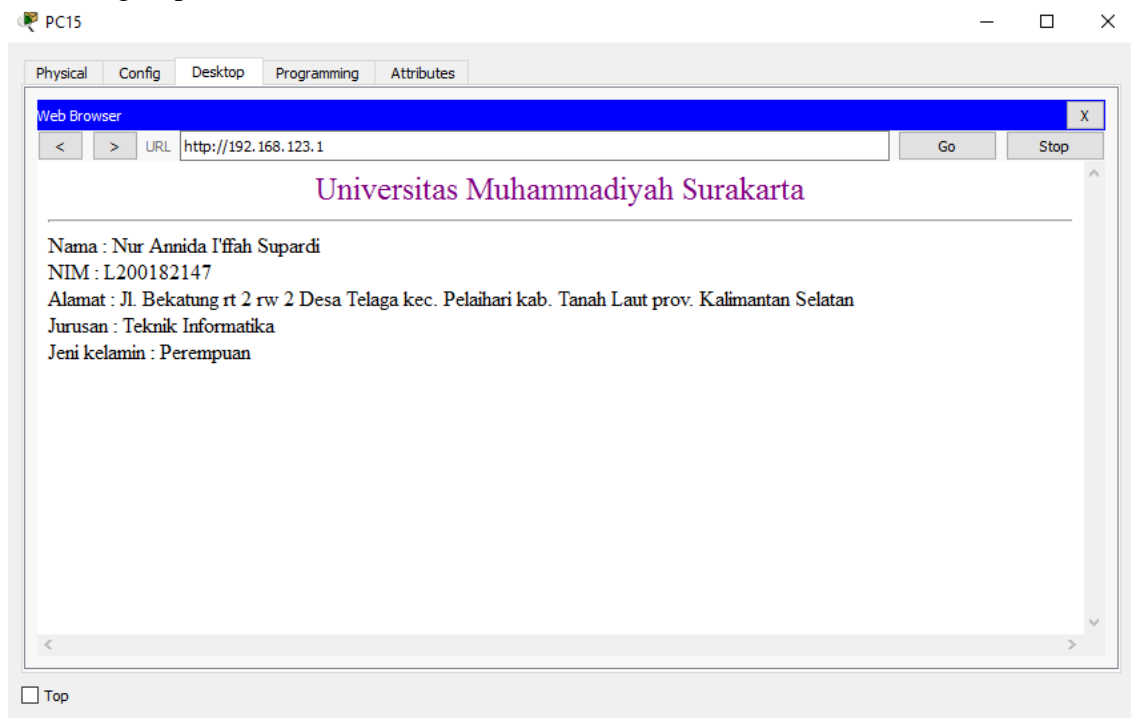 PC15
Physical Config Desktop Programming Attributes
Web Browser X
< > URL http://192.168.123.1 Go Stop
Universitas Muhammadiyah Surakarta
Nama : Nur Annida I'ffah Supardi
NIM : L200182147
Alamat : Jl. Bekatung rt 2 rw 2 Desa Telaga kec. Pelaihari kab. Tanah Laut prov. Kalimantan Selatan
Jurusan : Teknik Informatika
Jeni kelamin : Perempuan
Top